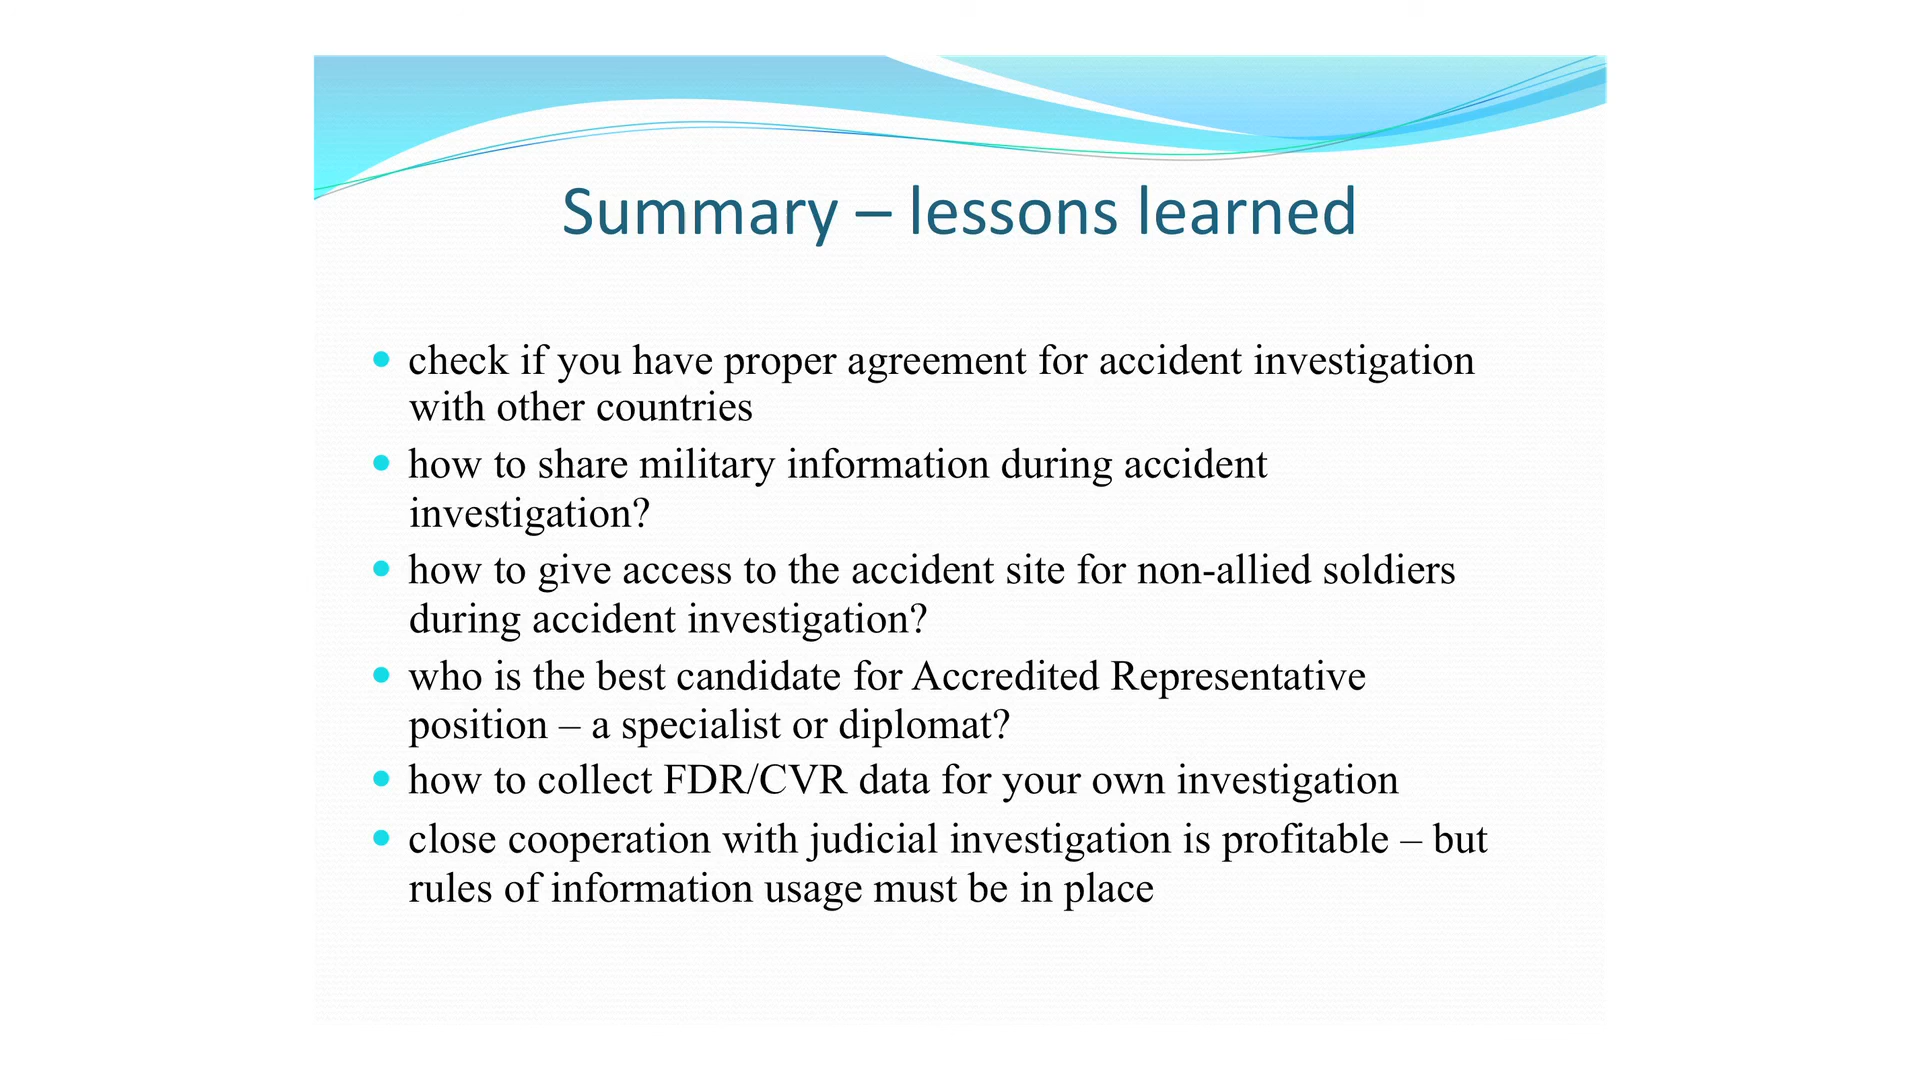 Summary – lessons learned
check if you have proper agreement for accident investigation
with other countries
how to share military information during accident
investigation?
how to give access to the accident site for non-allied soldiers
during accident investigation?
who is the best candidate for Accredited Representative
position – a specialist or diplomat?
how to collect FDR/CVR data for your own investigation
close cooperation with judicial investigation is profitable – but
rules of information usage must be in place